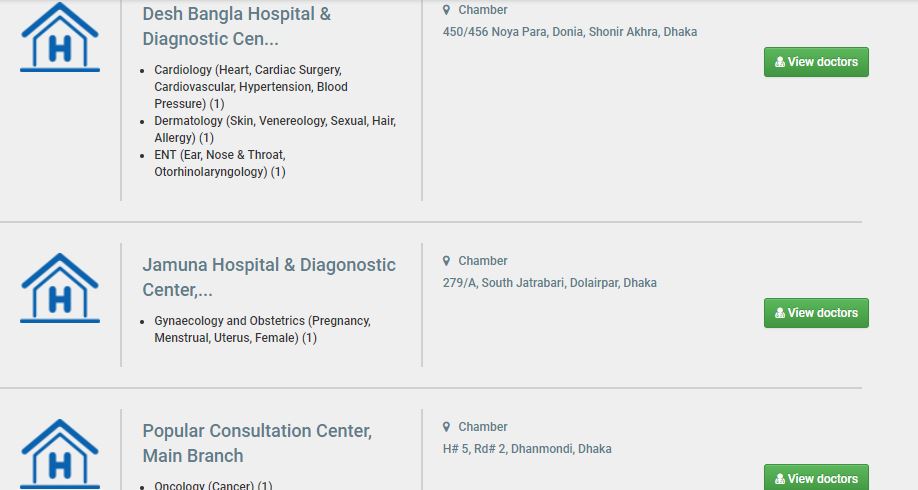 Desh Bangla Hospital &
Diagnostic Cen...
Cardiology (Heart, Cardiac Surgery,
Cardiovascular, Hypertension, Blood
Pressure) (1)
Dermatology (Skin, Venereology, Sexual, Hair,
Allergy) (1)
ENT (Ear, Nose & Throat,
Otorhinolaryngology) (1)
Chamber
450/456 Noya Para, Donia, Shonir Akhra, Dhaka
View doctors
Jamuna Hospital & Diagonostic
Center,...
Gynaecology and Obstetrics (Pregnancy,
Menstrual, Uterus, Female) (1)
Chamber
279/A, South Jatrabari, Dolairpar, Dhaka
View doctors
Popular Consultation Center,
Main Branch
Oncology (Cancer) (1)
Chamber
H# 5, Rd# 2, Dhanmondi, Dhaka
View doctors
H
H
H